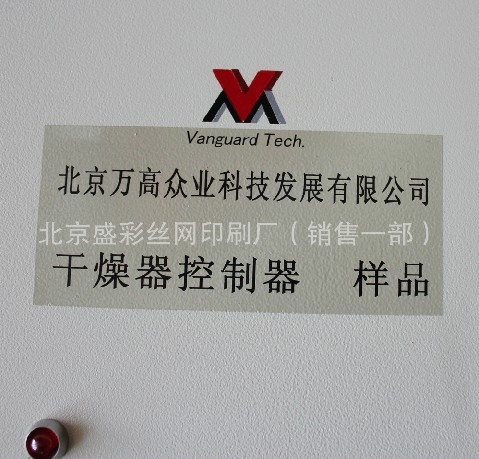 Vanguard Tech.
北京万高众业科技发展有限公司
北京盛彩丝网印刷厂（销售一部）
干燥器控制器 样品